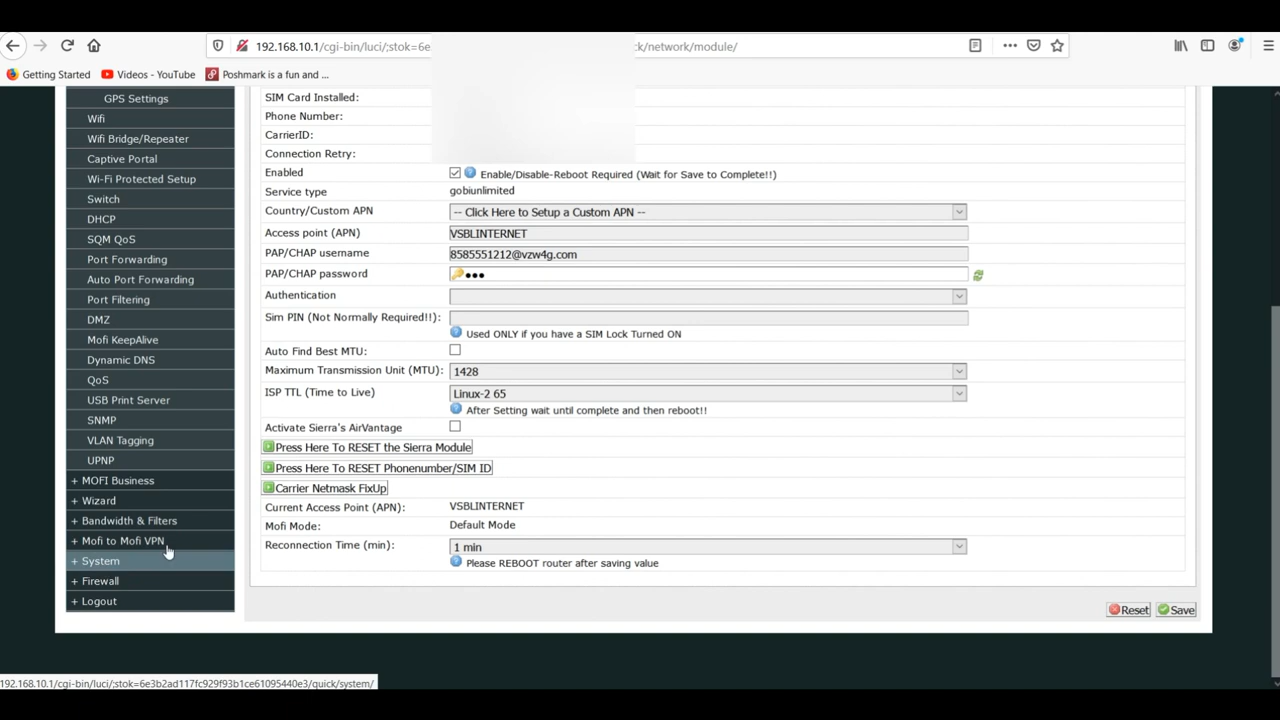 192.168.10.1/cgi-bin/luci/;stok=6e ck/network/module/
Getting Started Videos - YouTube Poshmark is a fun and ...
GPS Settings
Wifi
Wifi Bridge/Repeater
Captive Portal
Wi-Fi Protected Setup
Switch
DHCP
SQM QoS
Port Forwarding
Auto Port Forwarding
Port Filtering
DMZ
Mofi KeepAlive
Dynamic DNS
QoS
USB Print Server
SNMP
VLAN Tagging
UPNP
+ MOFI Business
+ Wizard
+ Bandwidth & Filters
+ Mofi to Mofi VPN
+ System
+ Firewall
+ Logout
SIM Card Installed:
Phone Number:
CarrierID:
Connection Retry:
Enabled Enable/Disable-Reboot Required (Wait for Save to Complete!!)
Service type gobiunlimited
Country/Custom APN -- Click Here to Setup a Custom APN --
Access point (APN) VSBLINTERNET
PAP/CHAP username 8585551212@vzw4g.com
PAP/CHAP password ●●●
Authentication
Sim PIN (Not Normally Required!!):
Used ONLY if you have a SIM Lock Turned ON
Auto Find Best MTU:
Maximum Transmission Unit (MTU): 1428
ISP TTL (Time to Live) Linux-2 65
After Setting wait until complete and then reboot!!
Activate Sierra's AirVantage
Press Here To RESET the Sierra Module
Press Here To RESET Phonenumber/SIM ID
Carrier Netmask FixUp
Current Access Point (APN): VSBLINTERNET
Mofi Mode: Default Mode
Reconnection Time (min): 1 min
Please REBOOT router after saving value
Reset Save
192.168.10.1/cgi-bin/luci/;stok=6e3b2ad117fc929f93b1ce61095440e3/quick/system/